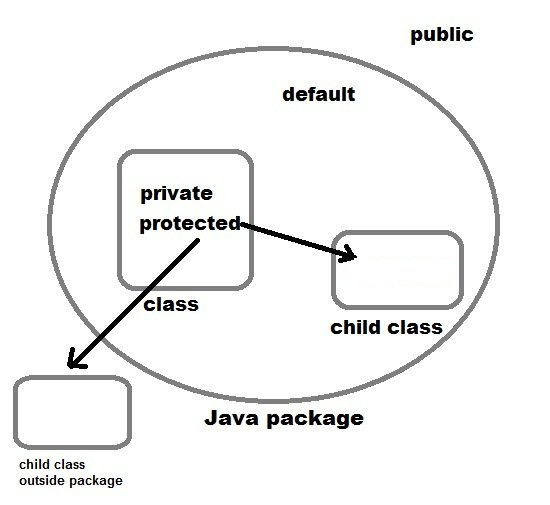 public
default
private
protected
class
child class
Java package
child class
outside package